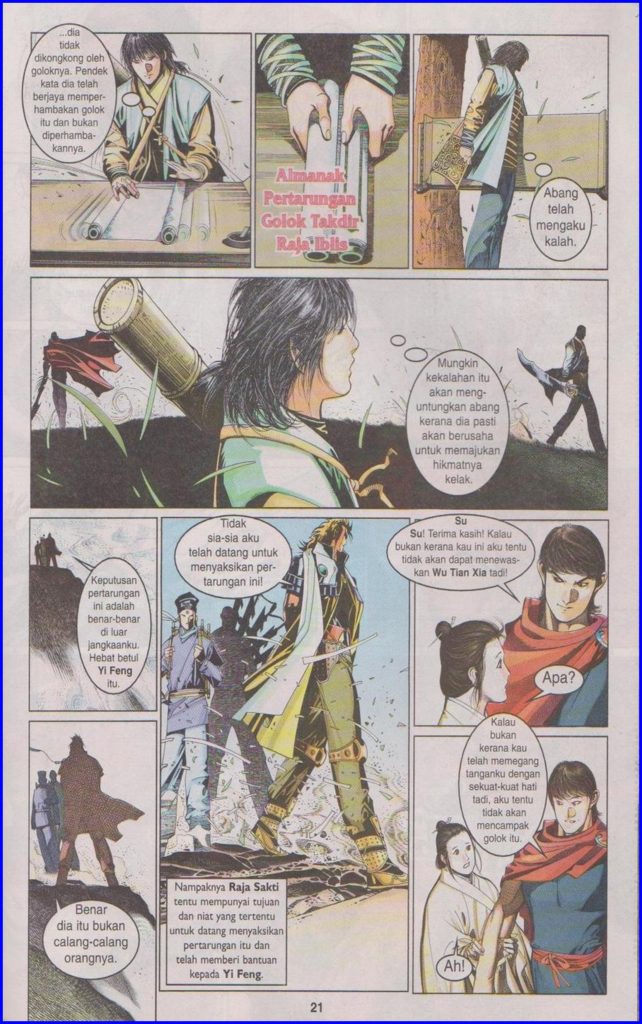 ...dia
tidak
dikongkong oleh
goloknya. Pendek
kata dia telah
berjaya memper-
hambakan golok
itu dan bukan
diperhamba-
kannya.
Almanak
Pertarungan
Golok Takdir
Raja Iblis
Abang
telah
mengaku
kalah.
Mungkin
kekalahan itu
akan meng-
untungkan abang
kerana dia pasti
akan berusaha
untuk memajukan
hikmatnya
kelak.
Keputusan
pertarungan
ini adalah
benar-benar
di luar
jangkaanku.
Hebat betul
Yi Feng
itu.
Benar
dia itu bukan
calang-calang
orangnya.
Tidak
sia-sia aku
telah datang untuk
menyaksikan per-
tarungan ini!
Nampaknya Raja Sakti
tentu mempunyai tujuan
dan niat yang tertentu
untuk datang menyaksikan
pertarungan itu dan
telah memberi bantuan
kepada Yi Feng.
Su
Su! Terima kasih! Kalau
bukan kerana kau ini aku tentu
tidak akan dapat menewas-
kan Wu Tian Xia tadi!
Apa?
Kalau
bukan
kerana kau
telah memegang
tanganku dengan
sekuat-kuat hati
tadi, aku tentu
tidak akan
mencampak
golok itu.
Ah!
21